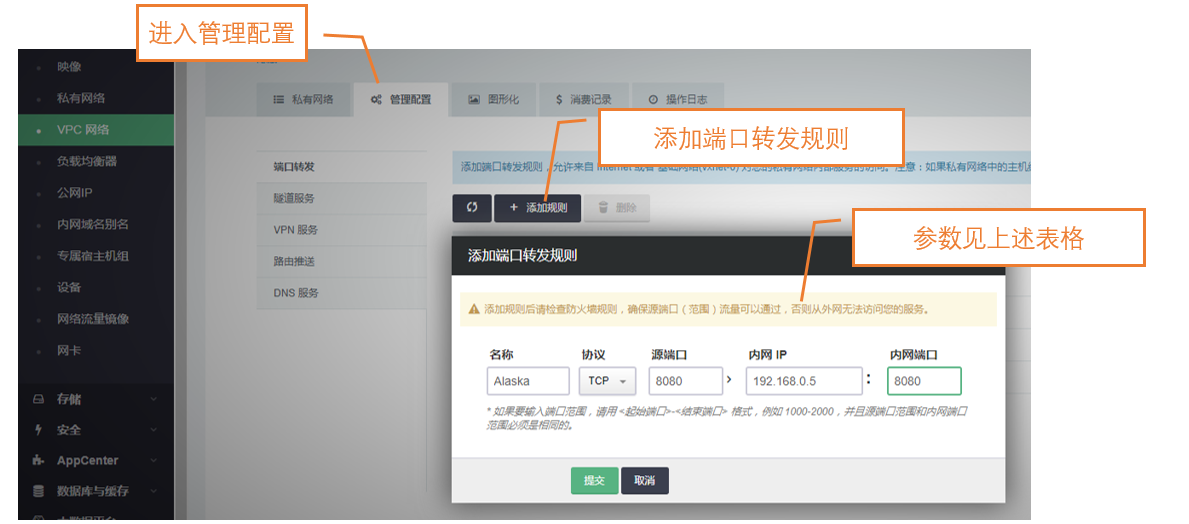 进入管理配置
映像
私有网络
VPC 网络
负载均衡器
公网IP
内网域名别名
专属宿主机组
设备
网络流量镜像
网卡
存储
安全
AppCenter
数据库与缓存
私有网络
管理配置
图形化
$ 消费记录
操作日志
添加端口转发规则
端口转发
隧道服务
VPN 服务
路由推送
DNS 服务
添加端口转发规则，允许来自 Internet 或者 基础网络(vxnet-0) 对您的私有网络内部服务的访问。注意：如果私有网络中的主机
+ 添加规则
删除
参数见上述表格
添加端口转发规则
添加规则后请检查防火墙规则，确保源端口（范围）流量可以通过，否则从外网无法访问您的服务。
名称 协议 源端口 内网 IP 内网端口
Alaska TCP 8080 > 192.168.0.5 : 8080
* 如果要输入端口范围，请用 <起始端口>-<结束端口> 格式，例如 1000-2000，并且源端口范围和内网端口
范围必须是相同的。
提交 取消